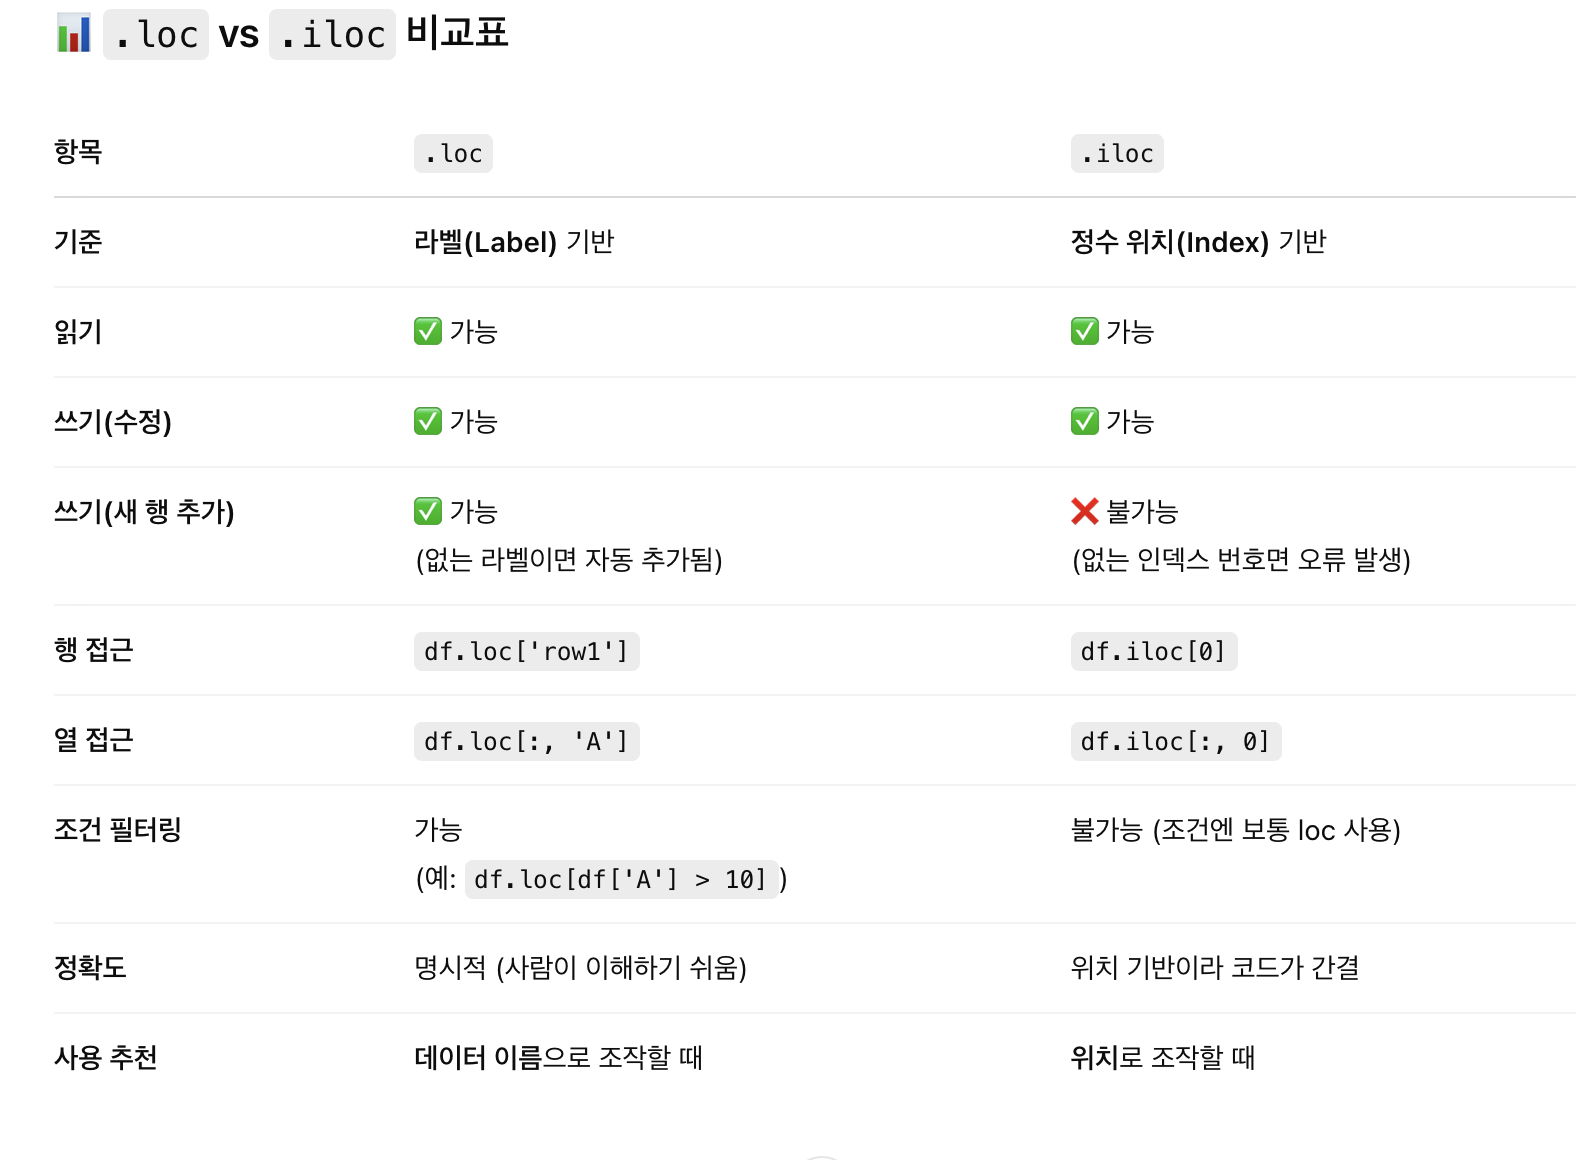 📊 .loc vs .iloc 비교표
항목 .loc .iloc
기준 라벨(Label) 기반 정수 위치(Index) 기반
읽기 ✅ 가능 ✅ 가능
쓰기(수정) ✅ 가능 ✅ 가능
쓰기(새 행 추가) ✅ 가능 ❌ 불가능
(없는 라벨이면 자동 추가됨) (없는 인덱스 번호면 오류 발생)
행 접근 df.loc['row1'] df.iloc[0]
열 접근 df.loc[:, 'A'] df.iloc[:, 0]
조건 필터링 가능 불가능 (조건엔 보통 loc 사용)
(예: df.loc[df['A'] > 10])
정확도 명시적 (사람이 이해하기 쉬움) 위치 기반이라 코드가 간결
사용 추천 데이터 이름으로 조작할 때 위치로 조작할 때